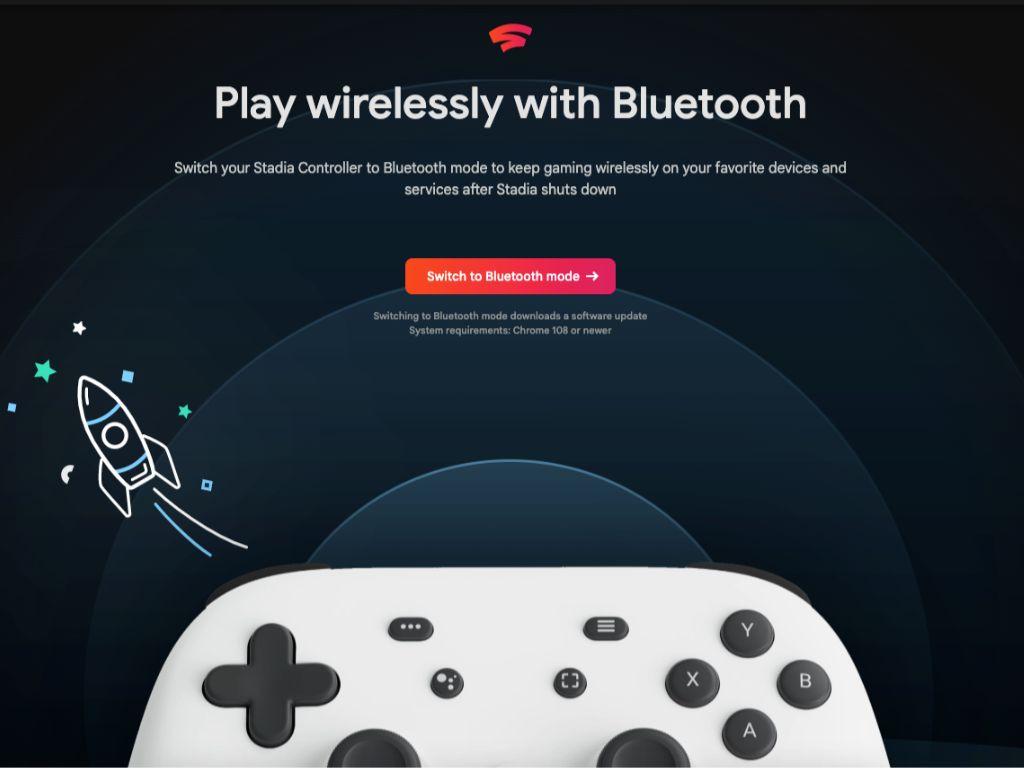 Play wirelessly with Bluetooth
Switch your Stadia Controller to Bluetooth mode to keep gaming wirelessly on your favorite devices and
services after Stadia shuts down
Switch to Bluetooth mode →
Switching to Bluetooth mode downloads a software update
System requirements: Chrome 108 or newer
Y
X
B
A